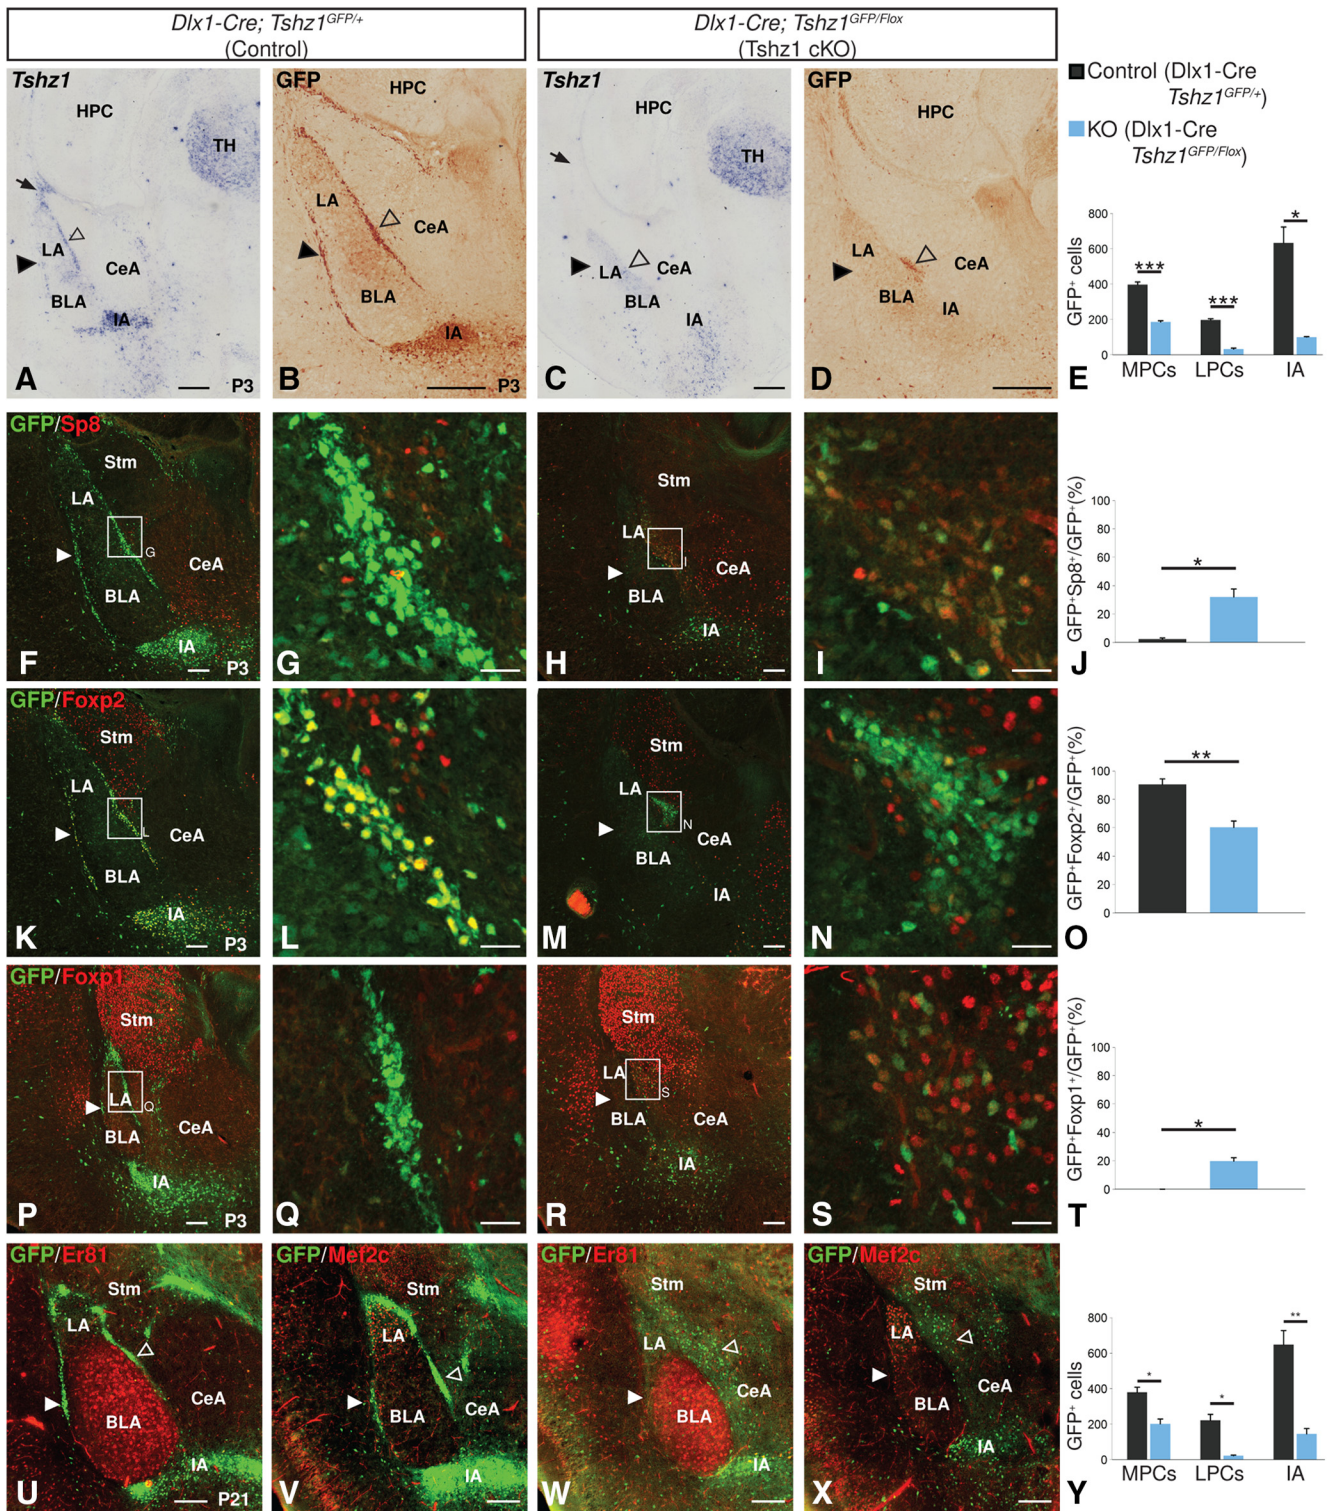 Dlx1-Cre; Tshz1GFP/+
(Control)
Dlx1-Cre; Tshz1GFP/Flox
(Tshz1 cKO)
Tshz1
HPC
TH
LA
CeA
BLA
IA
A
P3
GFP
HPC
LA
CeA
BLA
IA
B
P3
Tshz1
HPC
TH
LA
CeA
BLA
IA
C
GFP
HPC
LA
CeA
BLA
IA
D
Control (Dlx1-Cre
Tshz1GFP/+)
KO (Dlx1-Cre
Tshz1GFP/Flox)
GFP+ cells
800
600
400
200
0
***
***
*
MPCs
LPCs
IA
E
GFP/Sp8
Stm
LA
G
CeA
BLA
IA
F
P3
G
Stm
LA
I
CeA
BLA
IA
H
I
GFP+Sp8+/GFP+(%)
100
80
60
40
20
0
*
J
GFP/Foxp2
Stm
LA
L
CeA
BLA
IA
K
P3
L
Stm
LA
N
CeA
BLA
IA
M
N
GFP+Foxp2+/GFP+(%)
100
80
60
40
20
0
**
O
GFP/Foxp1
Stm
LA
Q
CeA
BLA
IA
P
P3
Q
Stm
LA
S
BLA
CeA
IA
R
S
GFP+Foxp1+/GFP+(%)
100
80
60
40
20
0
*
T
GFP/Er81
Stm
LA
CeA
BLA
IA
U
P21
GFP/Mef2c
Stm
LA
BLA
CeA
IA
V
GFP/Er81
Stm
LA
CeA
BLA
IA
W
GFP/Mef2c
Stm
LA
CeA
BLA
IA
X
GFP+ cells
800
600
400
200
0
*
*
**
MPCs
LPCs
IA
Y